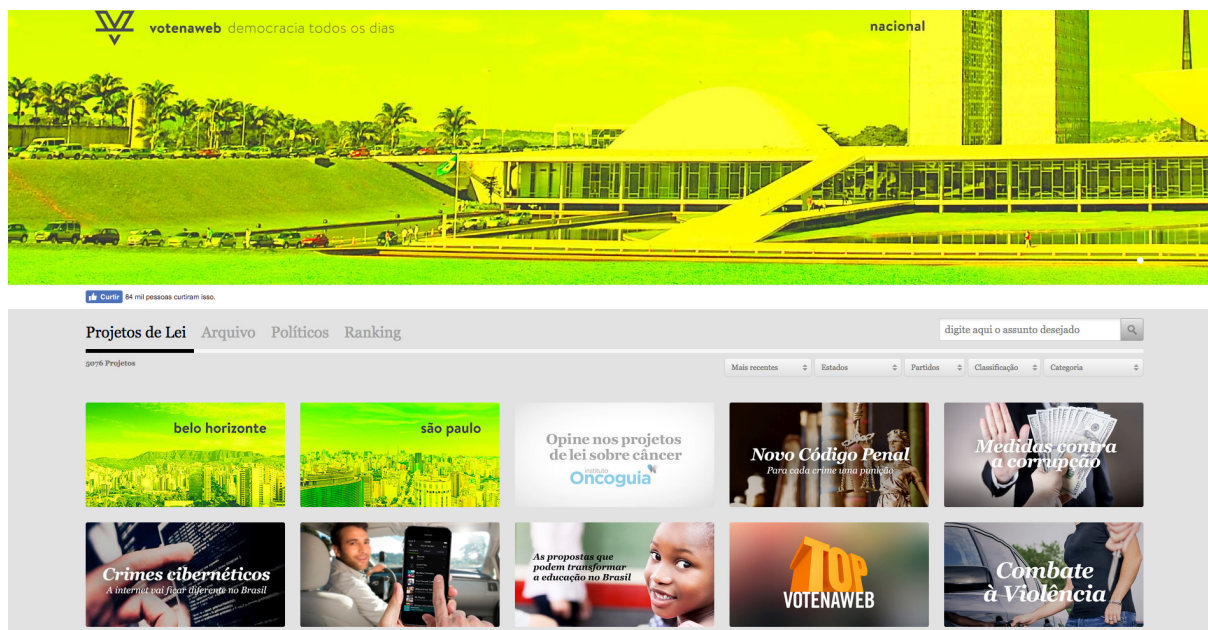 votenaweb democracia todos os dias
nacional
Curtir 84 mil pessoas curtiram isso.
Projetos de Lei Arquivo Políticos Ranking
digite aqui o assunto desejado
5076 Projetos
Mais recentes Estados Partidos Classificação Categoria
belo horizonte
são paulo
Opine nos projetos
de lei sobre câncer
instituto
Oncoguia
Novo Código Penal
Para cada crime uma punição
Medidas contra
a corrupção
Crimes cibernéticos
A internet vai ficar diferente no Brasil
As propostas que
podem transformar
a educação no Brasil
TOP
VOTENAWEB
Combate
à Violência